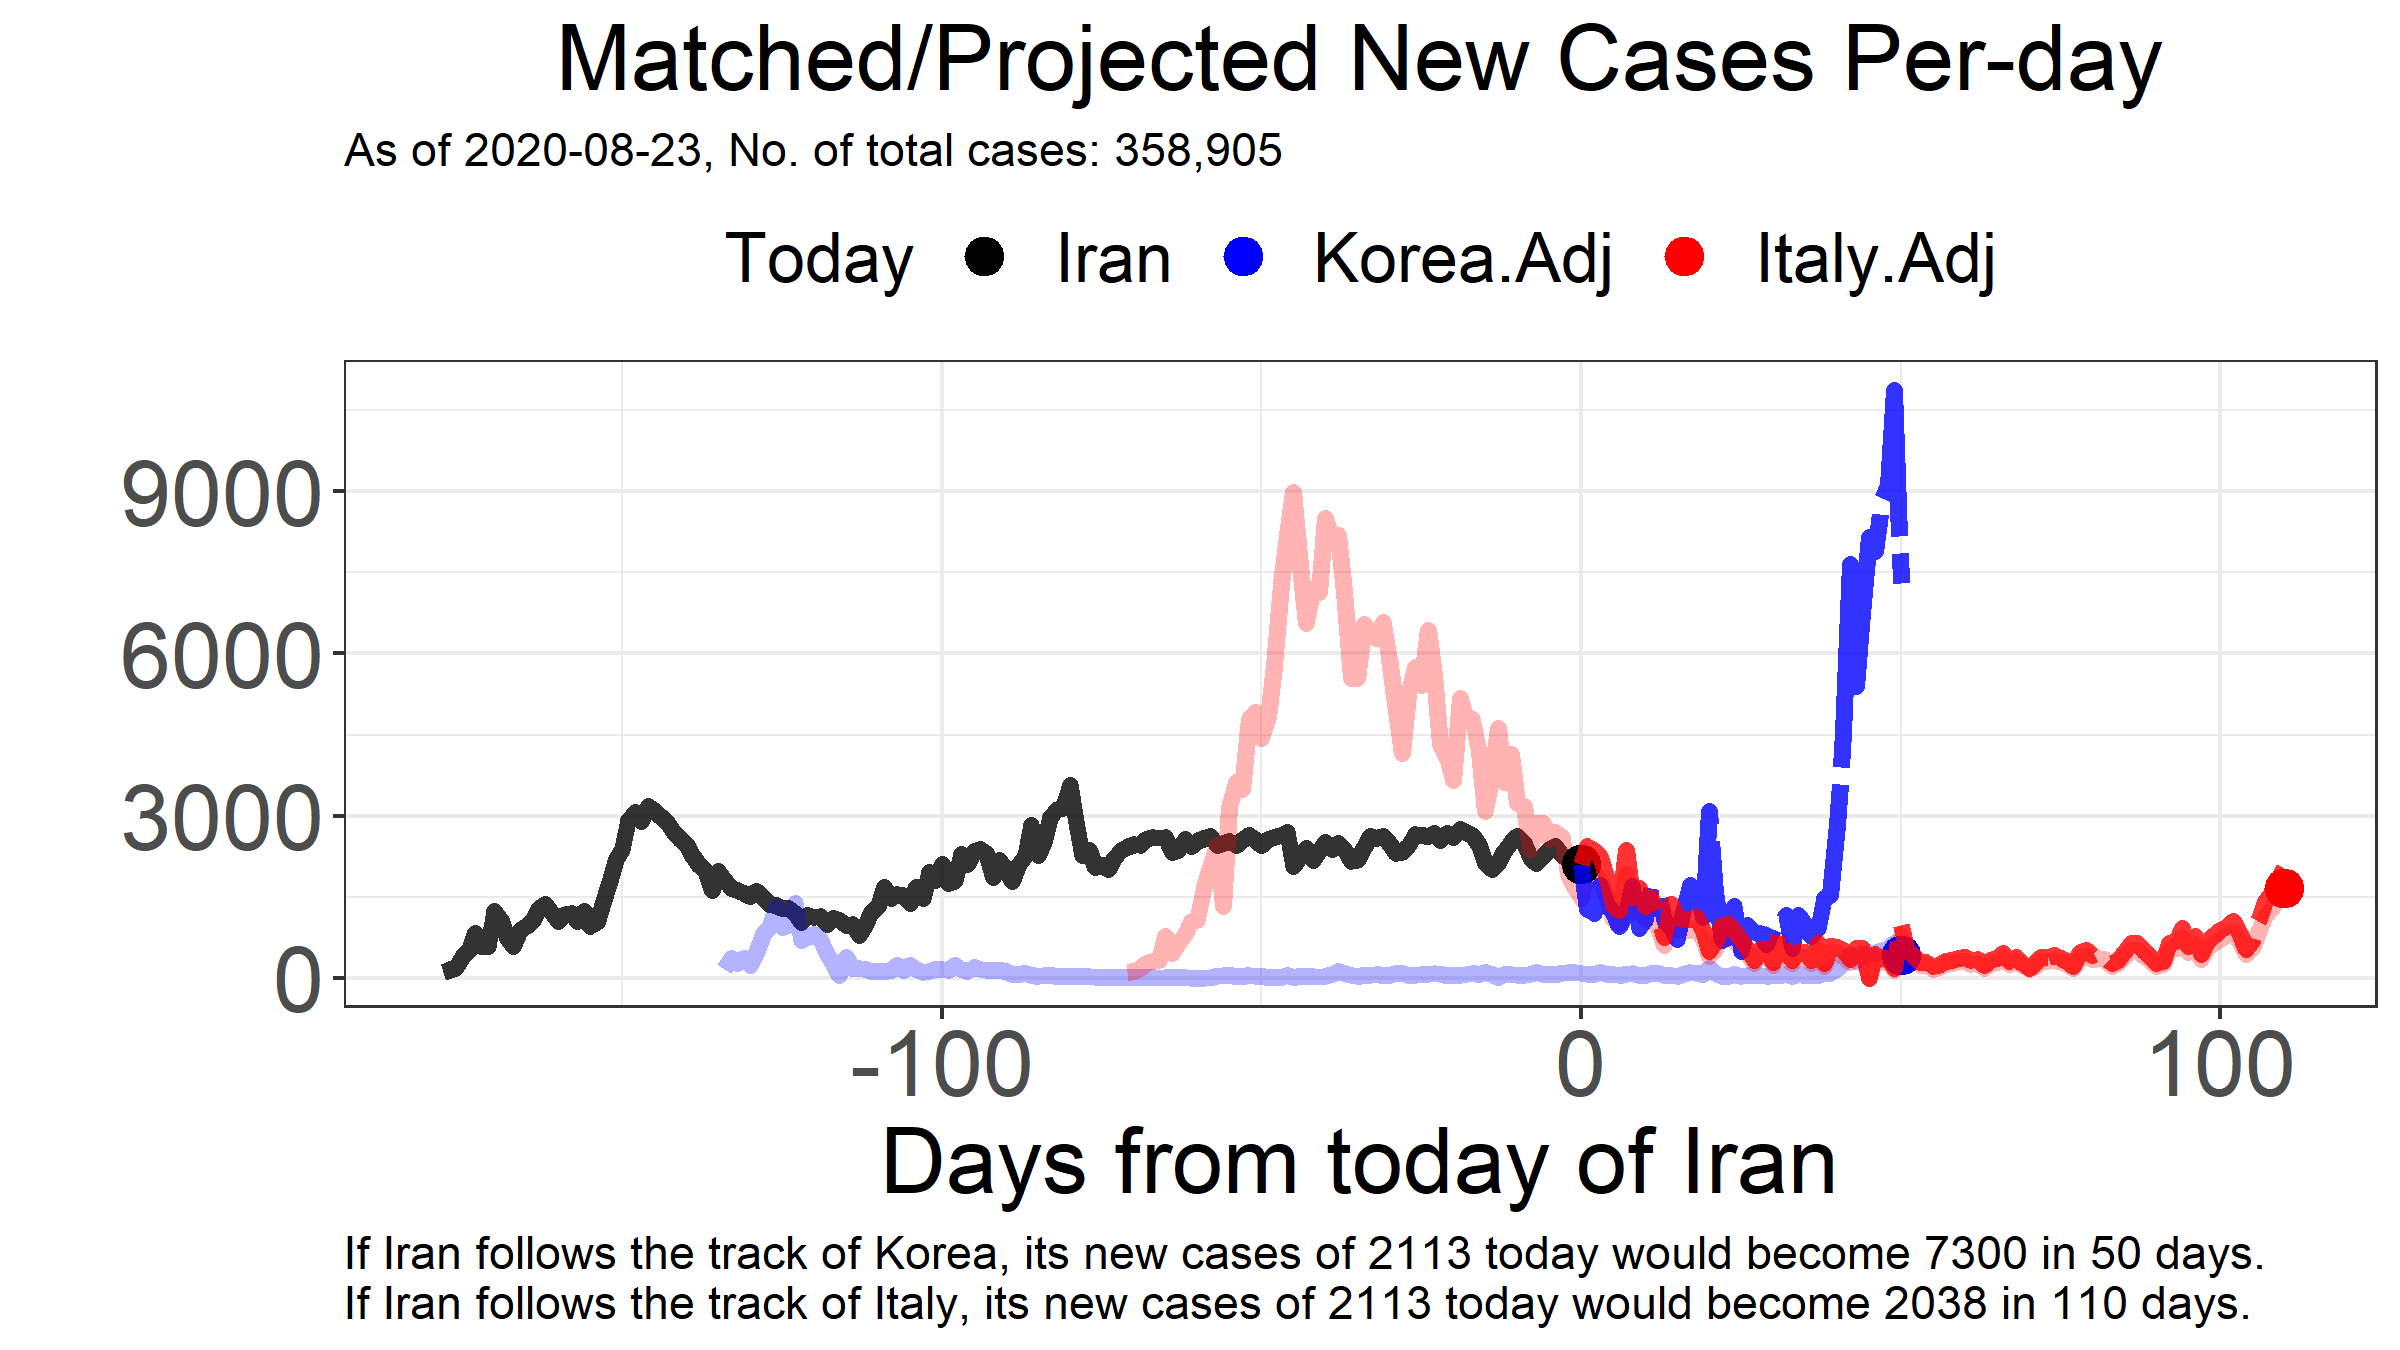 Matched/Projected New Cases Per-day
As of 2020-08-23, No. of total cases: 358,905
Today Iran Korea.Adj Italy.Adj
9000
6000
3000
0
-100 0 100
Days from today of Iran
If Iran follows the track of Korea, its new cases of 2113 today would become 7300 in 50 days.
If Iran follows the track of Italy, its new cases of 2113 today would become 2038 in 110 days.